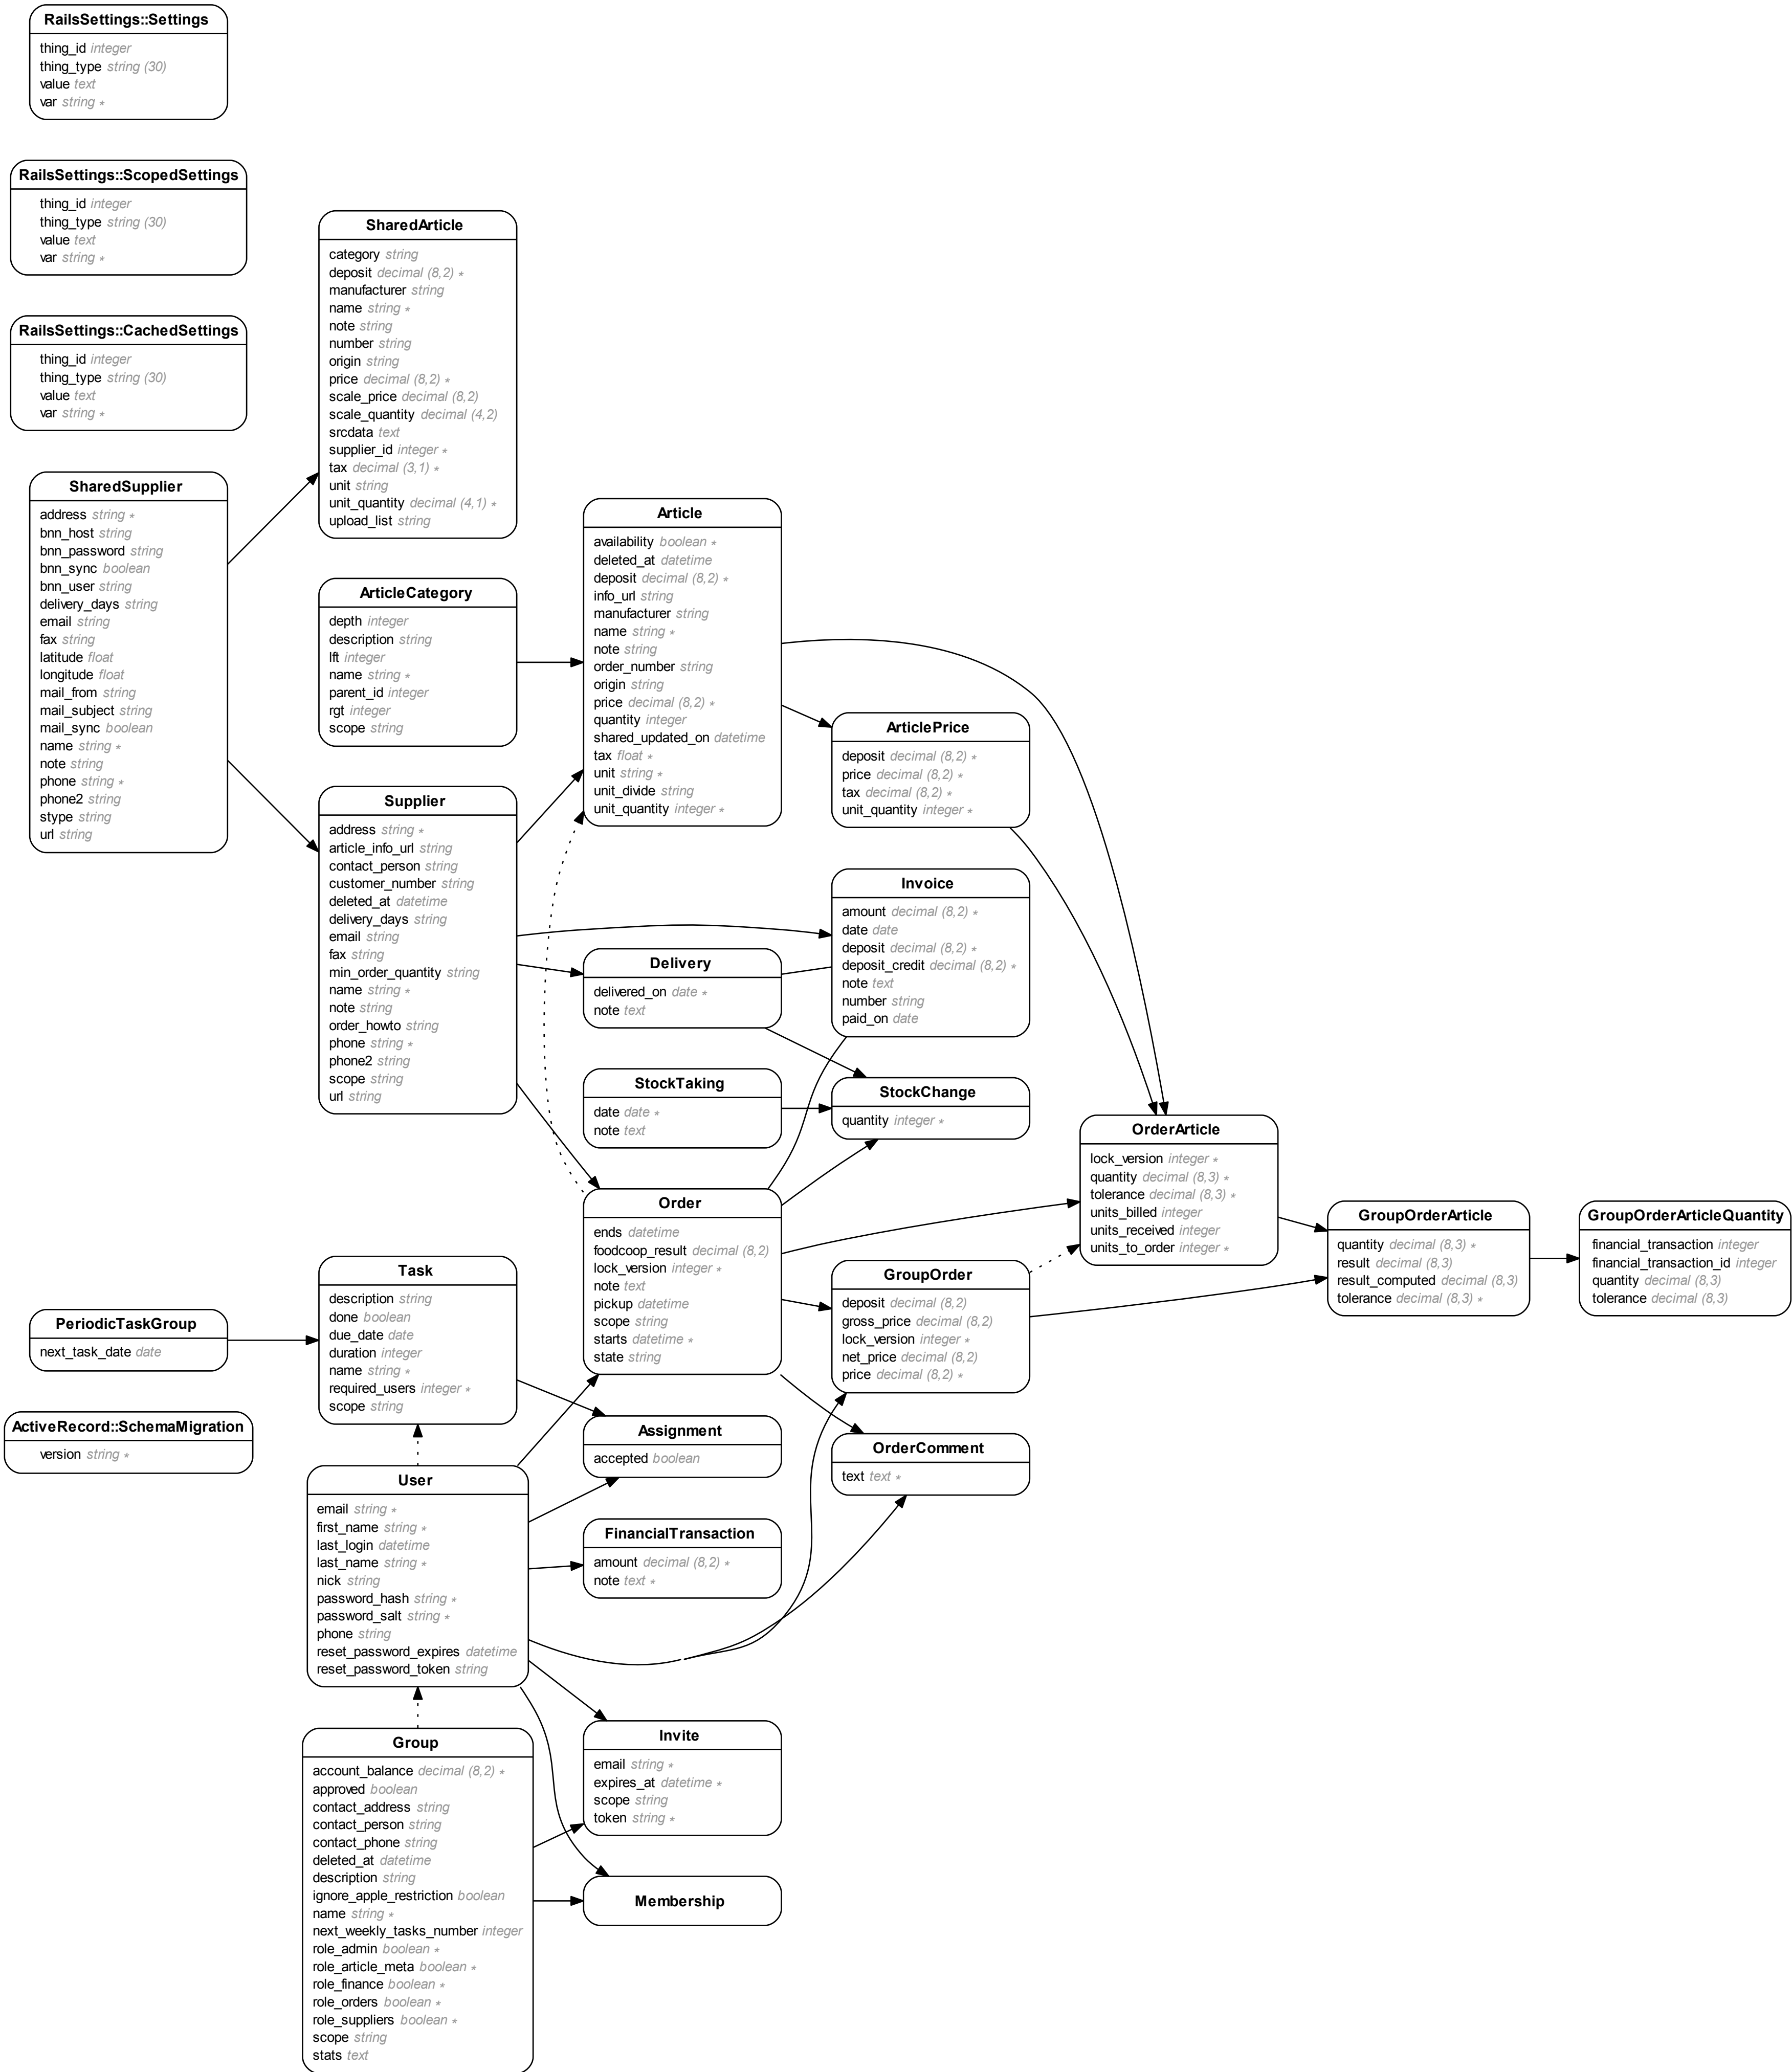 RailsSettings::Settings
thing_id integer
thing_type string (30)
value text
var string *
RailsSettings::ScopedSettings
thing_id integer
thing_type string (30)
value text
var string *
RailsSettings::CachedSettings
thing_id integer
thing_type string (30)
value text
var string *
SharedSupplier
address string *
bnn_host string
bnn_password string
bnn_sync boolean
bnn_user string
delivery_days string
email string
fax string
latitude float
longitude float
mail_from string
mail_subject string
mail_sync boolean
name string *
note string
phone string *
phone2 string
stype string
url string
PeriodicTaskGroup
next_task_date date
ActiveRecord::SchemaMigration
version string *
SharedArticle
category string
deposit decimal (8,2) *
manufacturer string
name string *
note string
number string
origin string
price decimal (8,2) *
scale_price decimal (8,2)
scale_quantity decimal (4,2)
srcdata text
supplier_id integer *
tax decimal (3,1) *
unit string
unit_quantity decimal (4,1) *
upload_list string
ArticleCategory
depth integer
description string
lft integer
name string *
parent_id integer
rgt integer
scope string
Supplier
address string *
article_info_url string
contact_person string
customer_number string
deleted_at datetime
delivery_days string
email string
fax string
min_order_quantity string
name string *
note string
order_howto string
phone string *
phone2 string
scope string
url string
Task
description string
done boolean
due_date date
duration integer
name string *
required_users integer *
scope string
User
email string *
first_name string *
last_login datetime
last_name string *
nick string
password_hash string *
password_salt string *
phone string
reset_password_expires datetime
reset_password_token string
Group
account_balance decimal (8,2) *
approved boolean
contact_address string
contact_person string
contact_phone string
deleted_at datetime
description string
ignore_apple_restriction boolean
name string *
next_weekly_tasks_number integer
role_admin boolean *
role_article_meta boolean *
role_finance boolean *
role_orders boolean *
role_suppliers boolean *
scope string
stats text
Article
availability boolean *
deleted_at datetime
deposit decimal (8,2) *
info_url string
manufacturer string
name string *
note string
order_number string
origin string
price decimal (8,2) *
quantity integer
shared_updated_on datetime
tax float *
unit string *
unit_divide string
unit_quantity integer *
Delivery
delivered_on date *
note text
StockTaking
date date *
note text
Order
ends datetime
foodcoop_result decimal (8,2)
lock_version integer *
note text
pickup datetime
scope string
starts datetime *
state string
Assignment
accepted boolean
FinancialTransaction
amount decimal (8,2) *
note text *
Invite
email string *
expires_at datetime *
scope string
token string *
Membership
ArticlePrice
deposit decimal (8,2) *
price decimal (8,2) *
tax decimal (8,2) *
unit_quantity integer *
Invoice
amount decimal (8,2) *
date date
deposit decimal (8,2) *
deposit_credit decimal (8,2) *
note text
number string
paid_on date
StockChange
quantity integer *
GroupOrder
deposit decimal (8,2)
gross_price decimal (8,2)
lock_version integer *
net_price decimal (8,2)
price decimal (8,2) *
OrderComment
text text *
OrderArticle
lock_version integer *
quantity decimal (8,3) *
tolerance decimal (8,3) *
units_billed integer
units_received integer
units_to_order integer *
GroupOrderArticle
quantity decimal (8,3) *
result decimal (8,3)
result_computed decimal (8,3)
tolerance decimal (8,3) *
GroupOrderArticleQuantity
financial_transaction integer
financial_transaction_id integer
quantity decimal (8,3)
tolerance decimal (8,3)